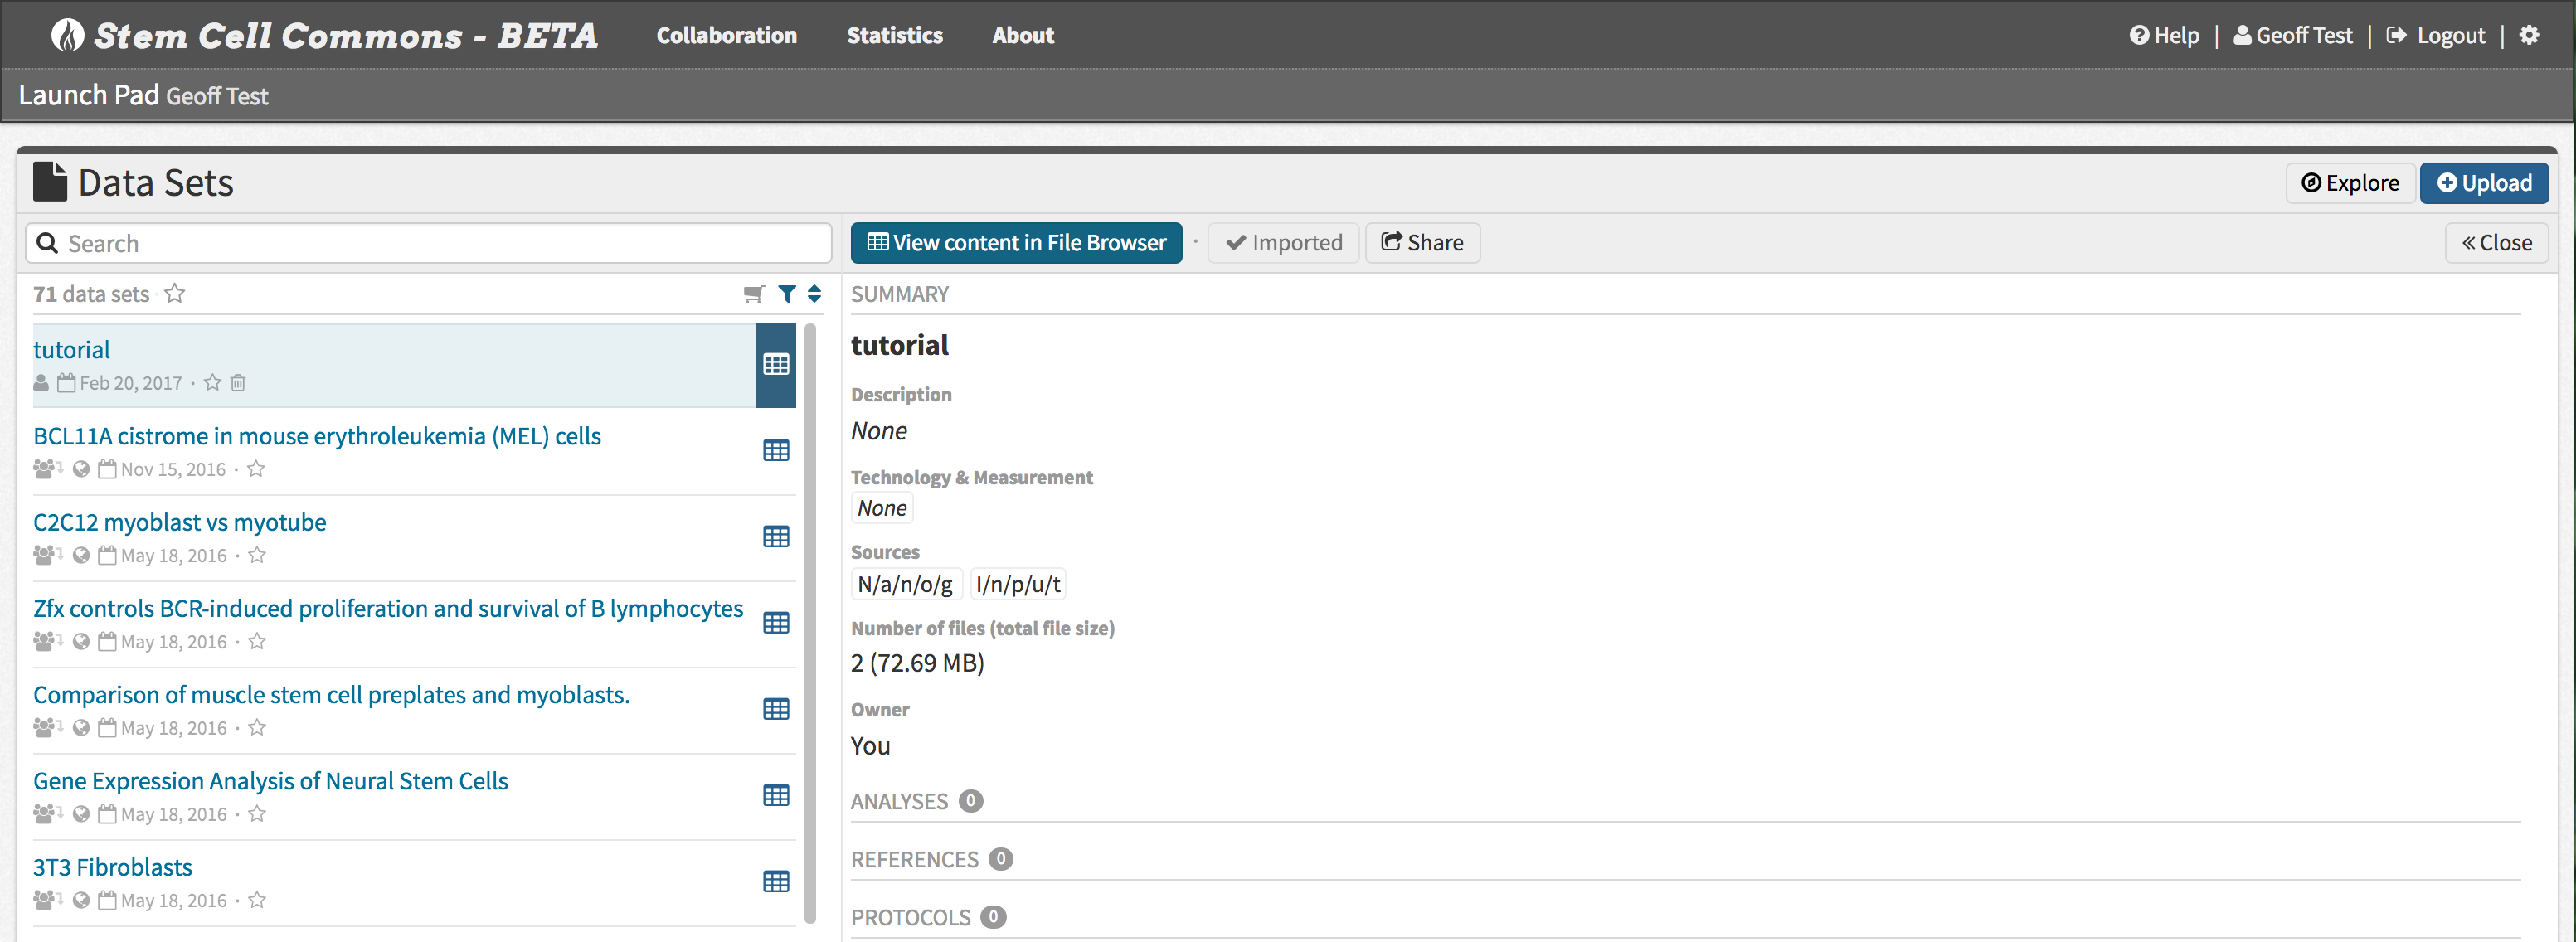 Stem Cell Commons - BETA Collaboration Statistics About Help | Geoff Test | Logout |
Launch Pad Geoff Test
Data Sets Explore Upload
Search
View content in File Browser · Imported Share Close
71 data sets
tutorial
Feb 20, 2017 ·
BCL11A cistrome in mouse erythroleukemia (MEL) cells
Nov 15, 2016 ·
C2C12 myoblast vs myotube
May 18, 2016 ·
Zfx controls BCR-induced proliferation and survival of B lymphocytes
May 18, 2016 ·
Comparison of muscle stem cell preplates and myoblasts.
May 18, 2016 ·
Gene Expression Analysis of Neural Stem Cells
May 18, 2016 ·
3T3 Fibroblasts
May 18, 2016 ·
SUMMARY
tutorial
Description
None
Technology & Measurement
None
Sources
N/a/n/o/g I/n/p/u/t
Number of files (total file size)
2 (72.69 MB)
Owner
You
ANALYSES 0
REFERENCES 0
PROTOCOLS 0